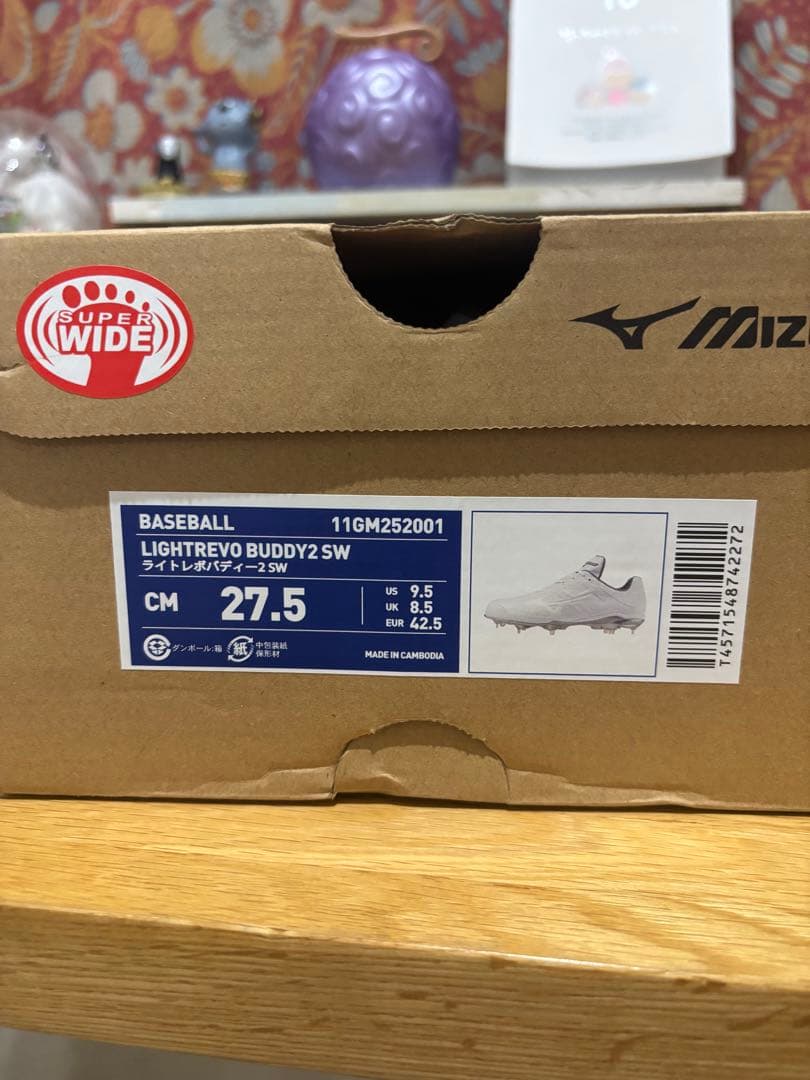 SUPER
WIDE
MIZU
BASEBALL 11GM252001
LIGHTREVO BUDDY2 SW
ライトレボバディー2 SW
CM 27.5
US 9.5
UK 8.5
EUR 42.5
ダンボール:箱
紙
中包装紙
保形材
MADE IN CAMBODIA
T4571548742272